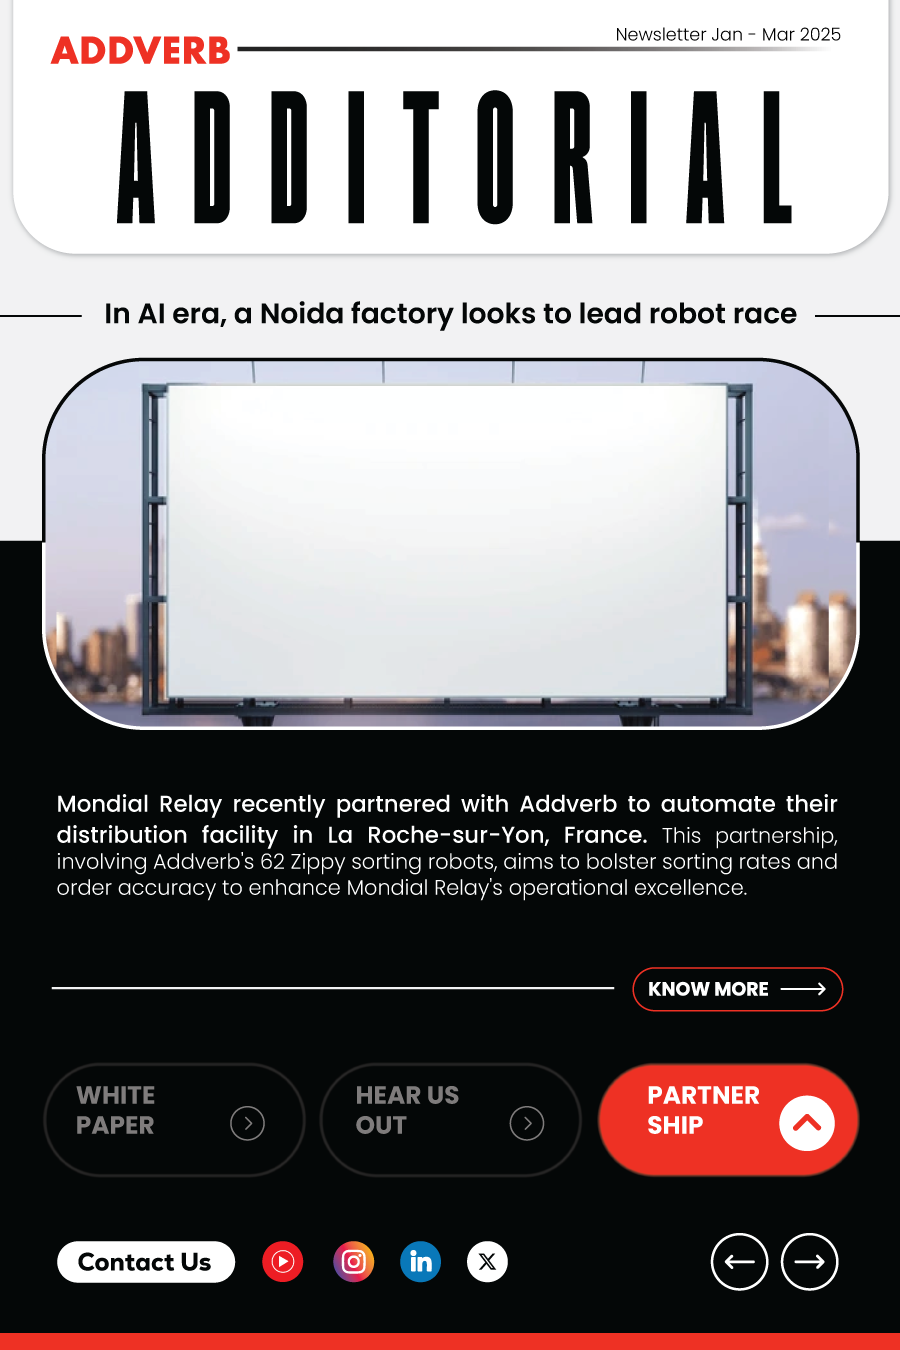 ADDVERB
Newsletter Jan - Mar 2025
ADDITORIAL
In AI era, a Noida factory looks to lead robot race
Mondial Relay recently partnered with Addverb to automate their
distribution facility in La Roche-sur-Yon, France. This partnership,
involving Addverb's 62 Zippy sorting robots, aims to bolster sorting rates and
order accuracy to enhance Mondial Relay's operational excellence.
KNOW MORE
WHITE
PAPER
HEAR US
OUT
PARTNER
SHIP
Contact Us
in
X